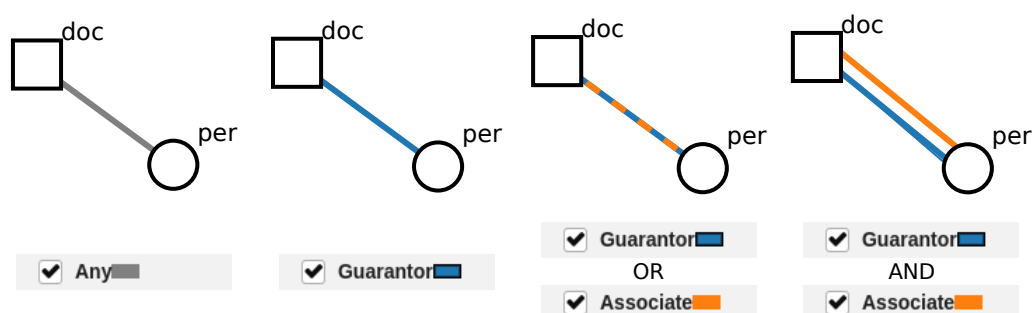 doc
per
Any
doc
per
Guarantor
doc
per
Guarantor
OR
Associate
doc
per
Guarantor
AND
Associate